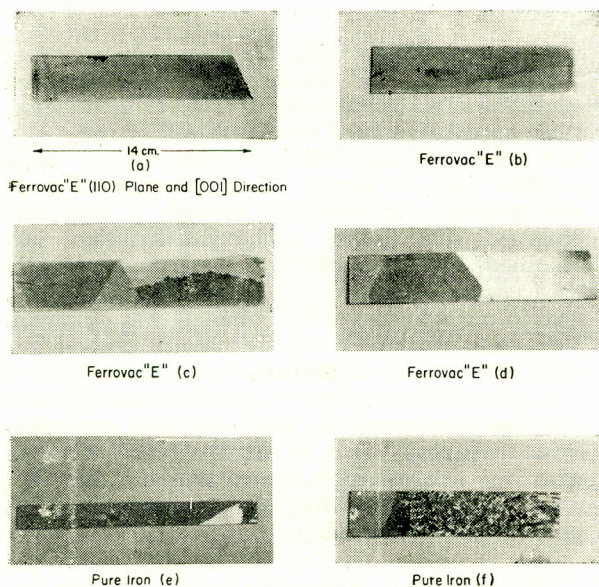 14 cm.
(a)
Ferrovac"E"(110) Plane and [001] Direction
Ferrovac"E" (b)
Ferrovac"E" (c)
Ferrovac"E" (d)
Pure Iron (e)
Pure Iron (f)